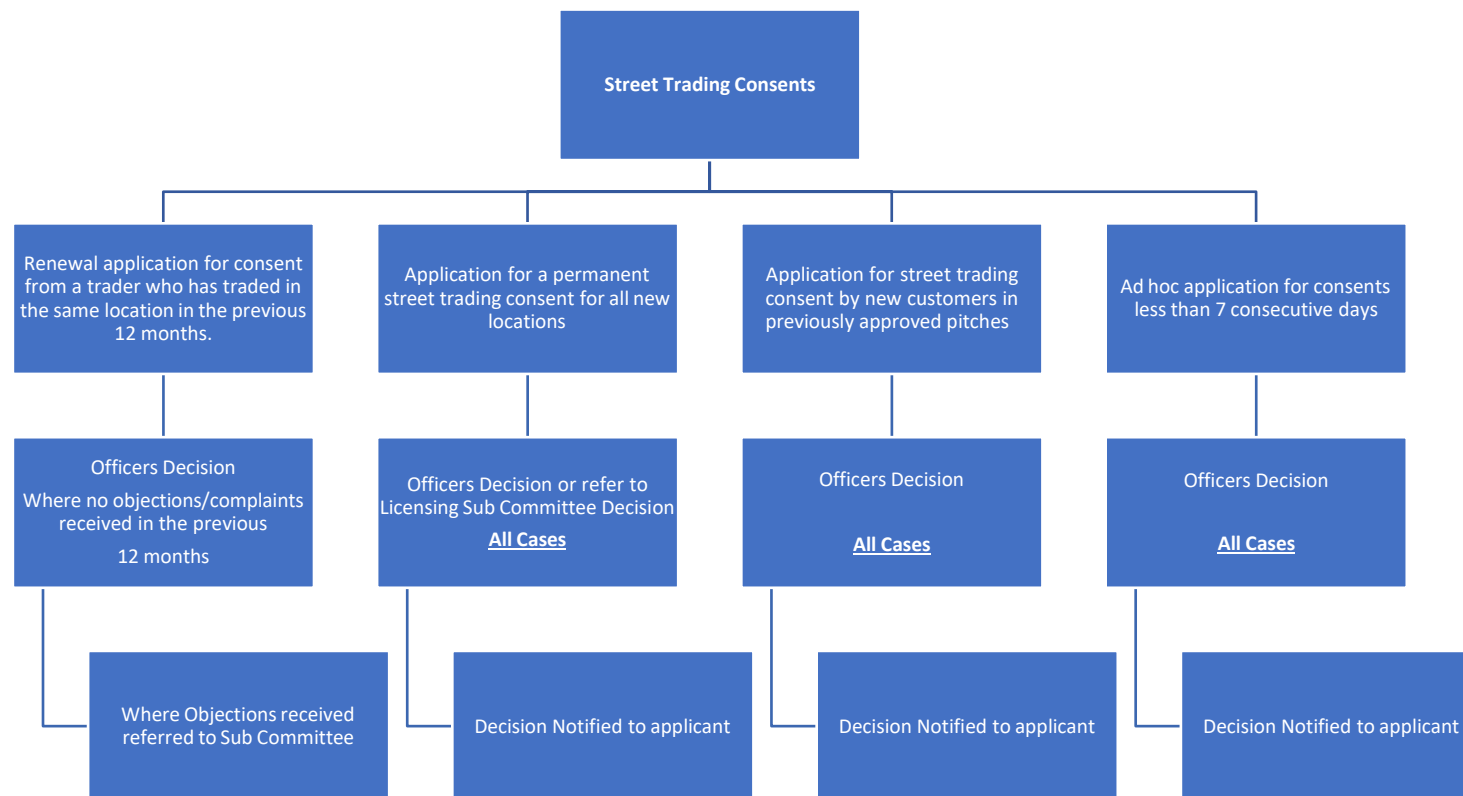 Street Trading Consents
Renewal application for consent
from a trader who has traded in
the same location in the previous
12 months.
Application for a permanent
street trading consent for all new
locations
Application for street trading
consent by new customers in
previously approved pitches
Ad hoc application for consents
less than 7 consecutive days
Officers Decision
Where no objections/complaints
received in the previous
12 months
Officers Decision or refer to
Licensing Sub Committee Decision
All Cases
Officers Decision
All Cases
Officers Decision
All Cases
Where Objections received
referred to Sub Committee
Decision Notified to applicant
Decision Notified to applicant
Decision Notified to applicant